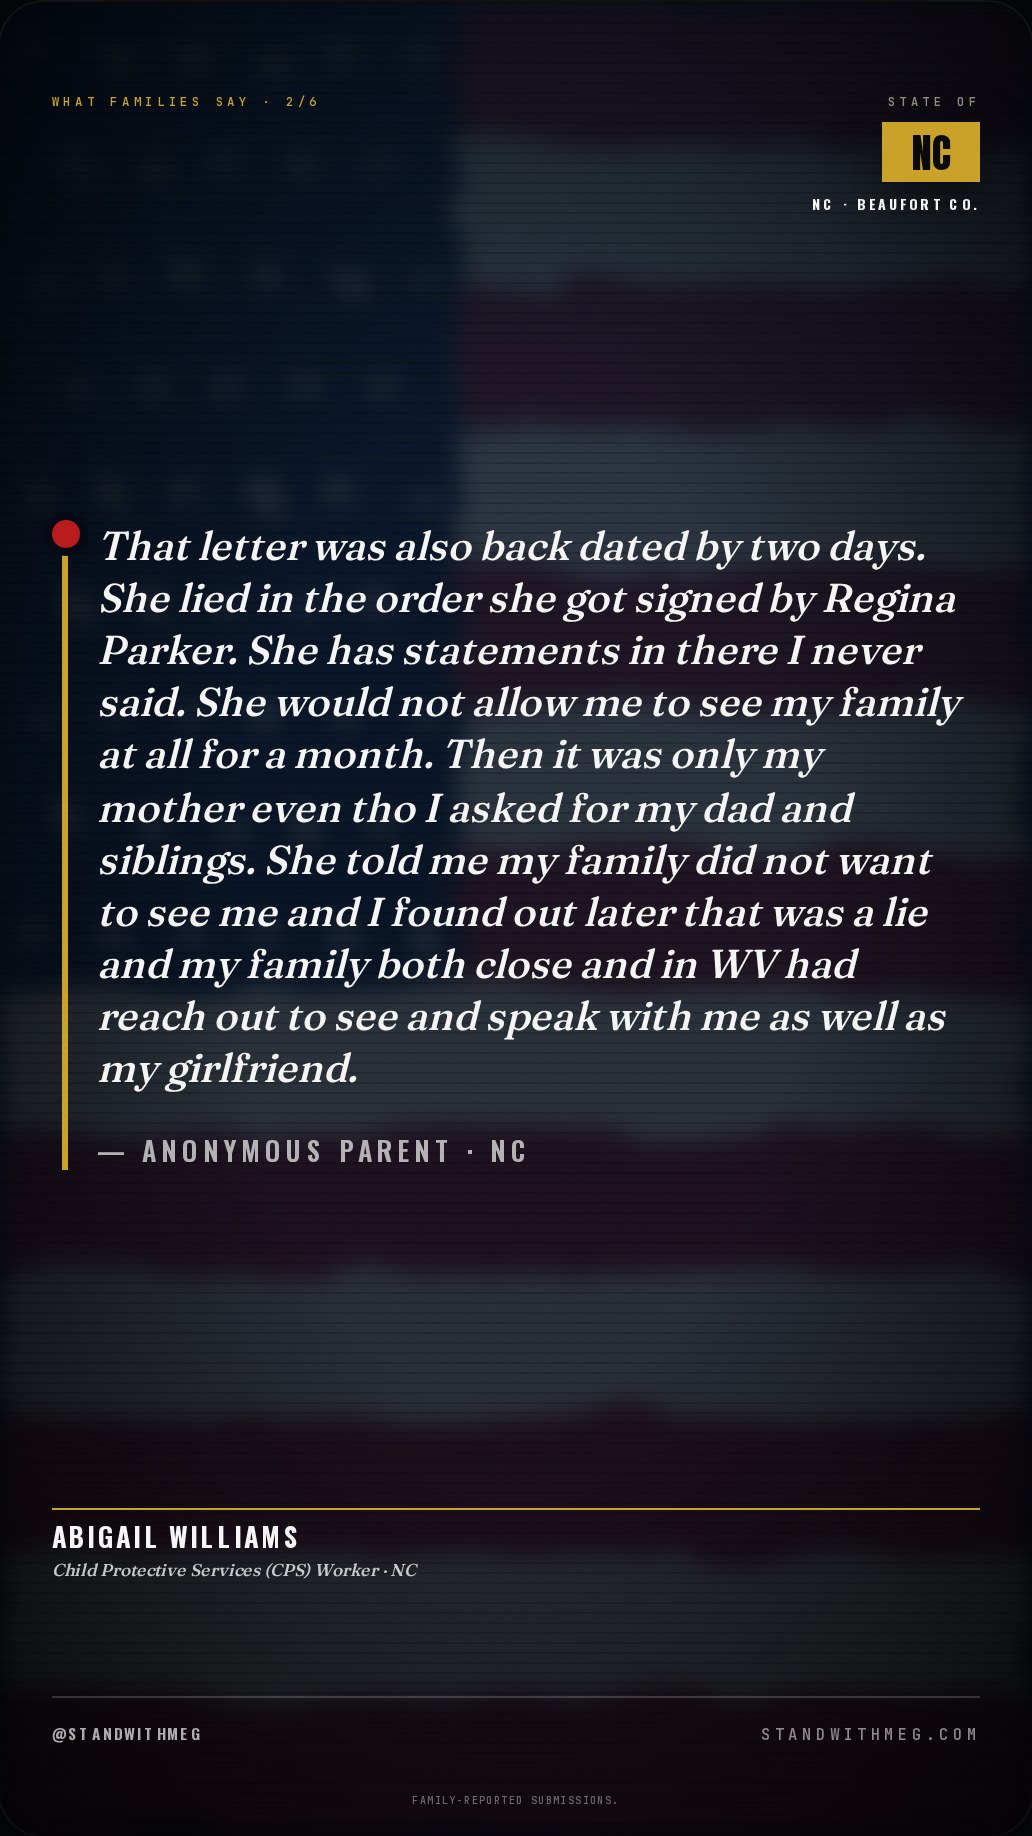 WHAT FAMILIES SAY · 2/6
STATE OF
NC
NC · BEAUFORT CO.
That letter was also back dated by two days.
She lied in the order she got signed by Regina
Parker. She has statements in there I never
said. She would not allow me to see my family
at all for a month. Then it was only my
mother even tho I asked for my dad and
siblings. She told me my family did not want
to see me and I found out later that was a lie
and my family both close and in WV had
reach out to see and speak with me as well as
my girlfriend.
— ANONYMOUS PARENT · NC
ABIGAIL WILLIAMS
Child Protective Services (CPS) Worker · NC
@STANDWITHMEG
STANDWITHMEG.COM
FAMILY-REPORTED SUBMISSIONS.